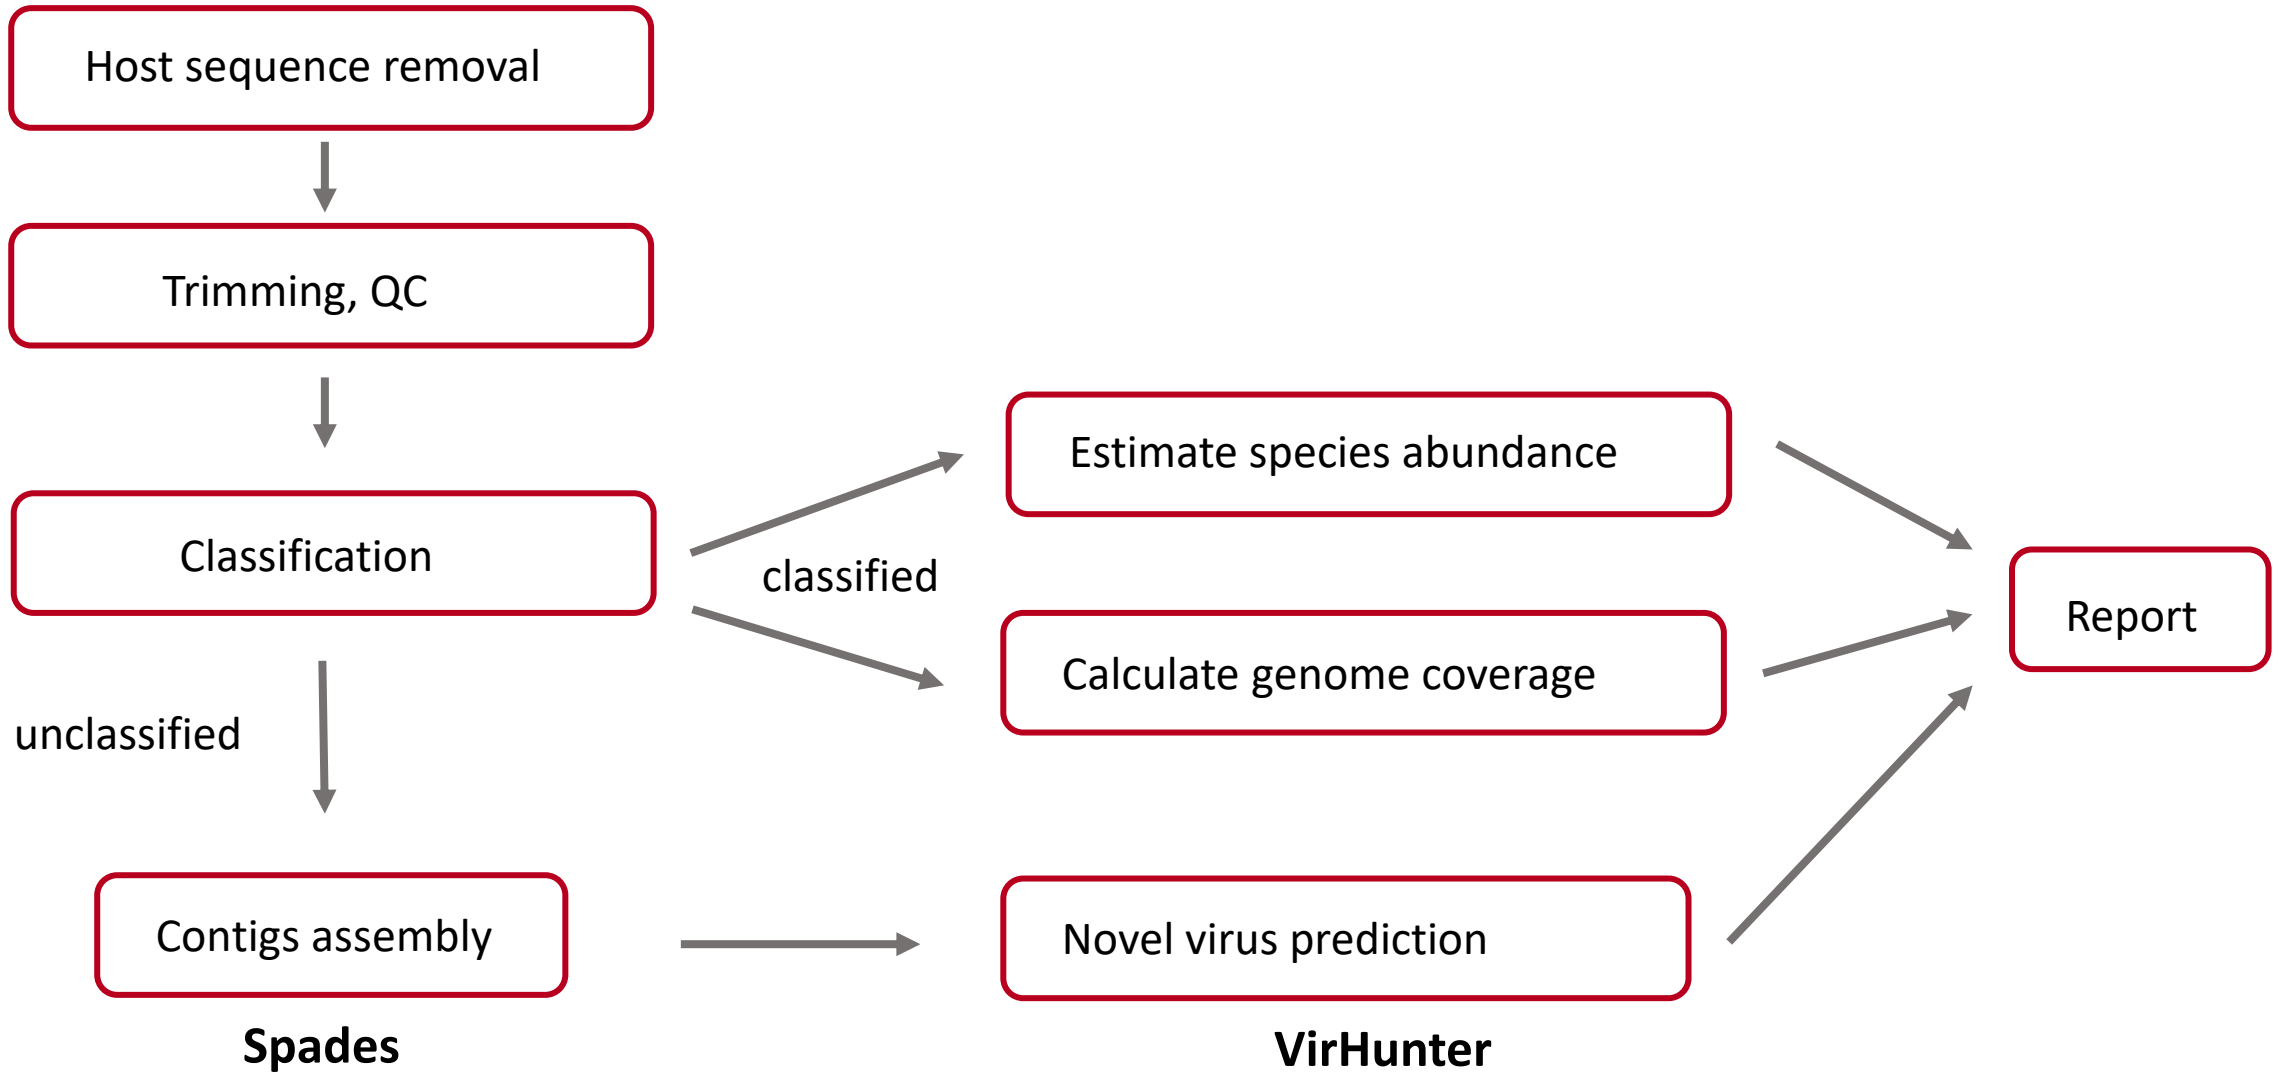 Host sequence removal
Trimming, QC
Classification
classified
unclassified
Estimate species abundance
Calculate genome coverage
Report
Contigs assembly
Novel virus prediction
Spades
VirHunter